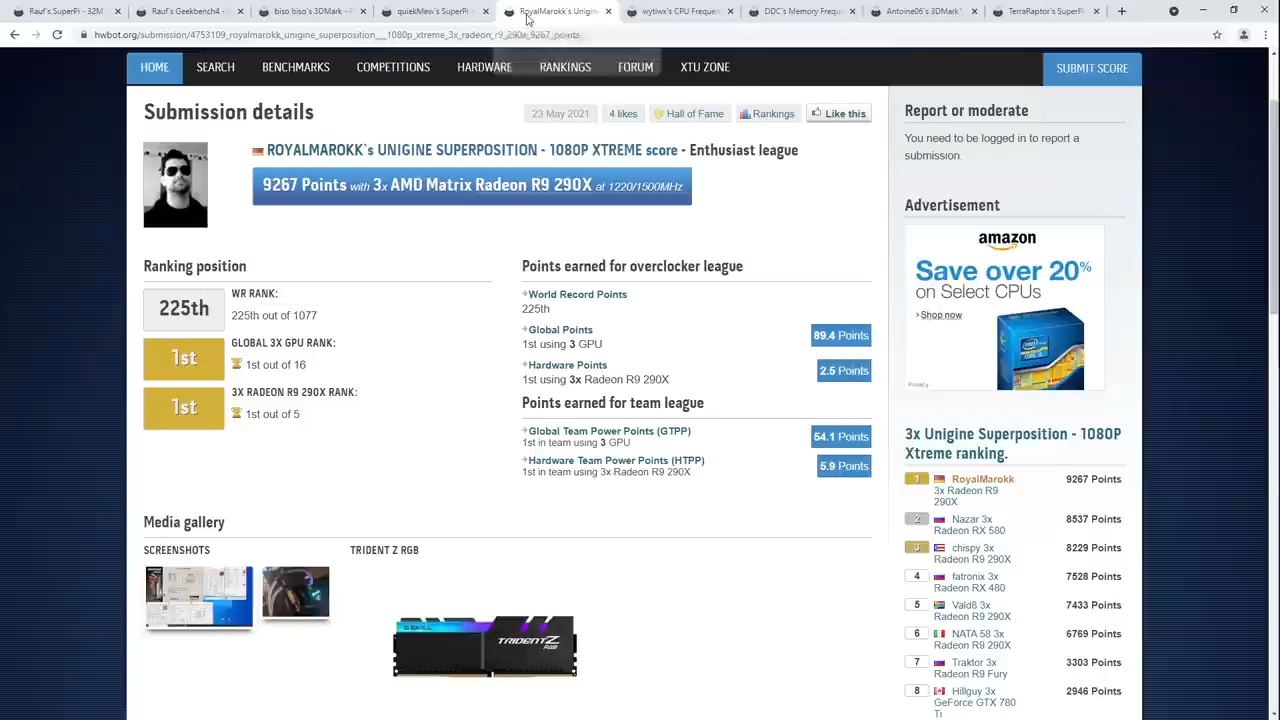 Rauf's SuperPi - 32M
Rauf's Geekbench4 -
biso biso's 3DMark -
quiekMew's SuperPi -
RoyalMarokk's Unigin
wytiwx's CPU Frequen
DDC's Memory Freque
Antoine06's 3DMark
TerraRaptor's SuperP
hwbot.org/submission/4753109_royalmarokk_unigine_superposition__1080p_xtreme_3x_radeon_r9_290x_9267_points
HOME
SEARCH
BENCHMARKS
COMPETITIONS
HARDWARE
RANKINGS
FORUM
XTU ZONE
SUBMIT SCORE
Submission details
23 May 2021
4 likes
Hall of Fame
Rankings
Like this
ROYALMAROKK`s UNIGINE SUPERPOSITION - 1080P XTREME score - Enthusiast league
9267 Points with 3x AMD Matrix Radeon R9 290X at 1220/1500MHz
Ranking position
225th
WR RANK:
225th out of 1077
1st
GLOBAL 3X GPU RANK:
1st out of 16
1st
3X RADEON R9 290X RANK:
1st out of 5
Points earned for overclocker league
World Record Points
225th
Global Points
1st using 3 GPU
89.4 Points
Hardware Points
1st using 3x Radeon R9 290X
2.5 Points
Points earned for team league
Global Team Power Points (GTPP)
1st in team using 3 GPU
54.1 Points
Hardware Team Power Points (HTPP)
1st in team using 3x Radeon R9 290X
5.9 Points
Media gallery
SCREENSHOTS
TRIDENT Z RGB
G.SKILL
TRIDENTZ
RGB
Report or moderate
You need to be logged in to report a
submission.
Advertisement
amazon
Save over 20%
on Select CPUs
Shop now
Privacy
3x Unigine Superposition - 1080P
Xtreme ranking.
1 RoyalMarokk 9267 Points
3x Radeon R9
290X
2 Nazar 3x 8537 Points
Radeon RX 580
3 chispy 3x 8229 Points
Radeon R9 290X
4 fatronix 3x 7528 Points
Radeon RX 480
5 Vald8 3x 7433 Points
Radeon R9 290X
6 NATA 58 3x 6769 Points
Radeon R9 290X
7 Traktor 3x 3303 Points
Radeon R9 Fury
8 Hillguy 3x 2946 Points
GeForce GTX 780
Ti